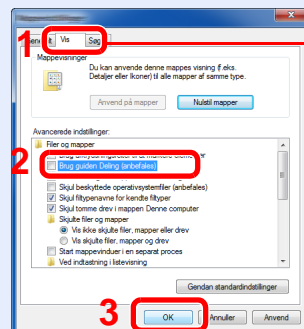 1
Vis
Mappevisninger
Du kan anvende denne mappes visning (f.eks.
Detaljer eller Ikoner) til alle mapper af samme type.
Anvend på mapper
Nulstil mapper
Avancerede indstillinger:
Filer og mapper
2
Brug guiden Deling (anbefales)
Skjul beskyttede operativsystemfiler (anbefales)
Skjul filtypenavne for kendte filtyper
Skjul tomme drev i mappen Denne computer
Skjulte filer og mapper
Vis ikke skjulte filer, mapper eller drev
Vis skjulte filer, mapper og drev
Start mappevinduer i en separat proces
Ved indtastning i listevisning
Gendan standardindstillinger
3
OK
Annuller
Anvend